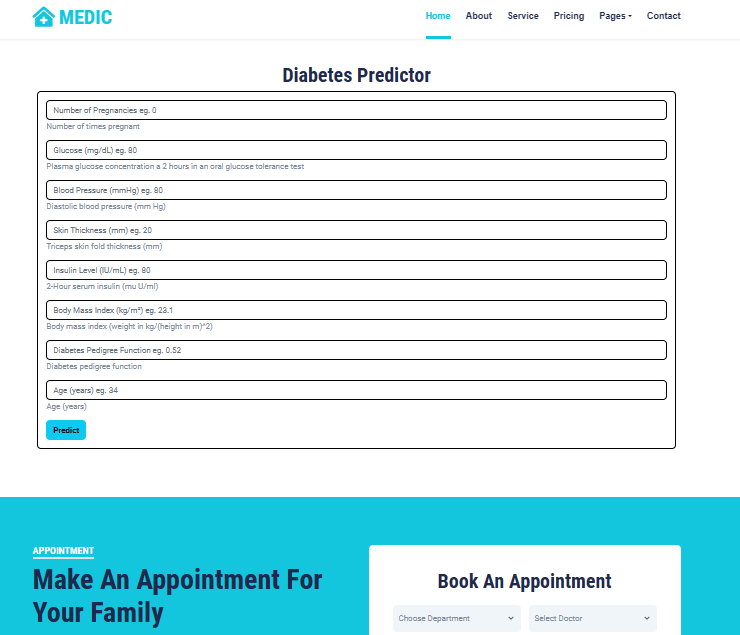 MEDIC
Home About Service Pricing Pages Contact
Diabetes Predictor
Number of Pregnancies eg. 0
Number of times pregnant
Glucose (mg/dL) eg. 80
Plasma glucose concentration a 2 hours in an oral glucose tolerance test
Blood Pressure (mmHg) eg. 80
Diastolic blood pressure (mm Hg)
Skin Thickness (mm) eg. 20
Triceps skin fold thickness (mm)
Insulin Level (IU/mL) eg. 80
2-Hour serum insulin (mu U/ml)
Body Mass Index (kg/m²) eg. 23.1
Body mass index (weight in kg/(height in m)^2)
Diabetes Pedigree Function eg. 0.52
Diabetes pedigree function
Age (years) eg. 34
Age (years)
Predict
APPOINTMENT
Make An Appointment For
Your Family
Book An Appointment
Choose Department Select Doctor